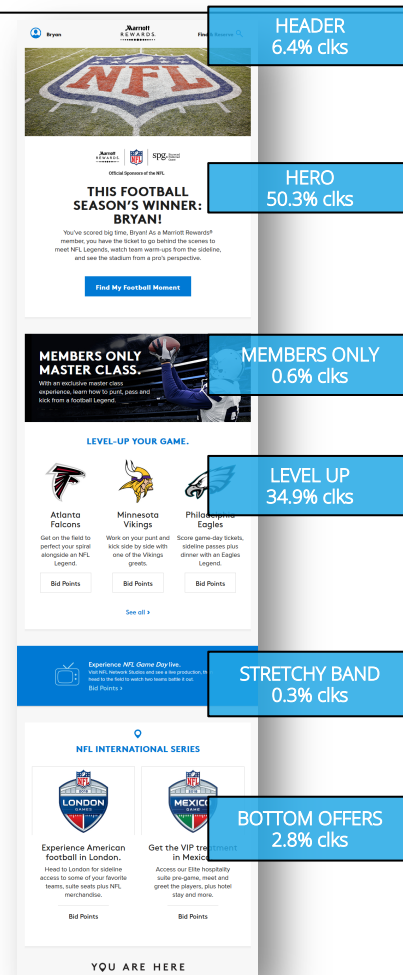 Bryan
Marriott
REWARDS.
HEADER
6.4% clks
NFL
Marriott
REWARDS.
NFL
spg.
Official Sponsors of the NFL
THIS FOOTBALL
SEASON'S WINNER:
BRYAN!
HERO
50.3% clks
You've scored big time, Bryan! As a Marriott Rewards®
member, you have the ticket to go behind the scenes to
meet NFL Legends, watch team warm-ups from the sideline,
and see the stadium from a pro's perspective.
Find My Football Moment
MEMBERS ONLY
MASTER CLASS.
With an exclusive master class
experience, learn how to punt, pass and
kick from a football Legend.
MEMBERS ONLY
0.6% clks
LEVEL-UP YOUR GAME.
LEVEL UP
34.9% clks
Atlanta
Falcons
Get on the field to
perfect your spiral
alongside an NFL
Legend.
Bid Points
Minnesota
Vikings
Work on your punt and
kick side by side with
one of the Vikings
greats.
Bid Points
Philadelphia
Eagles
Score game-day tickets,
sideline passes plus
dinner with an Eagles
Legend.
Bid Points
See all >
Experience NFL Game Day live.
Visit NFL Network Studios and see a live production,
head to the field to watch two teams battle it out.
Bid Points >
STRETCHY BAND
0.3% clks
NFL INTERNATIONAL SERIES
NFL
LONDON
GAMES
Experience American
football in London.
Head to London for sideline
access to some of your favorite
teams, suite seats plus NFL
merchandise.
Bid Points
NFL
MEXICO
GAME
Get the VIP treatment
in Mexico
Access our Elite hospitality
suite pre-game, meet and
greet the players, plus hotel
stay and more.
Bid Points
BOTTOM OFFERS
2.8% clks
YOU ARE HERE